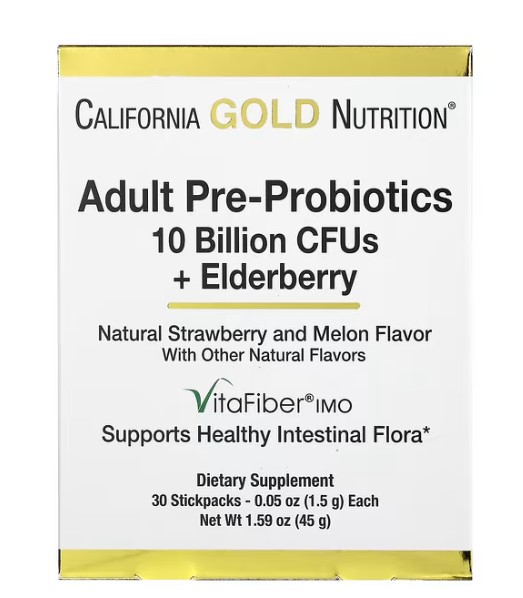 CALIFORNIA GOLD NUTRITION®
Adult Pre-Probiotics
10 Billion CFUs
+ Elderberry
Natural Strawberry and Melon Flavor
With Other Natural Flavors
VitaFiber® IMO
Supports Healthy Intestinal Flora*
Dietary Supplement
30 Stickpacks - 0.05 oz (1.5 g) Each
Net Wt 1.59 oz (45 g)